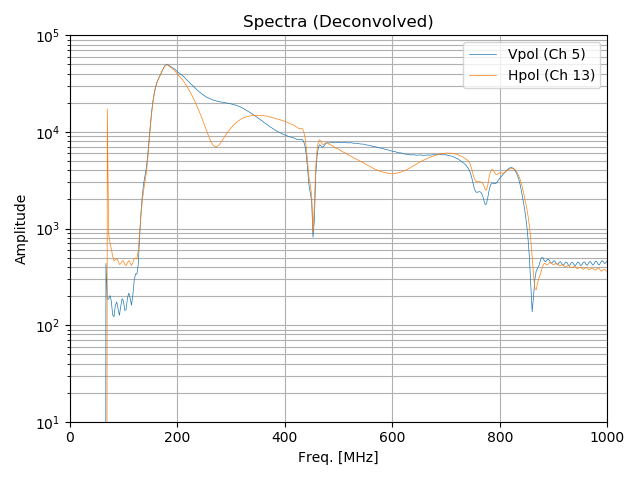 Spectra (Deconvolved)
Vpol (Ch 5)
Hpol (Ch 13)
Amplitude
10^5
10^4
10^3
10^2
10^1
0 200 400 600 800 1000
Freq. [MHz]